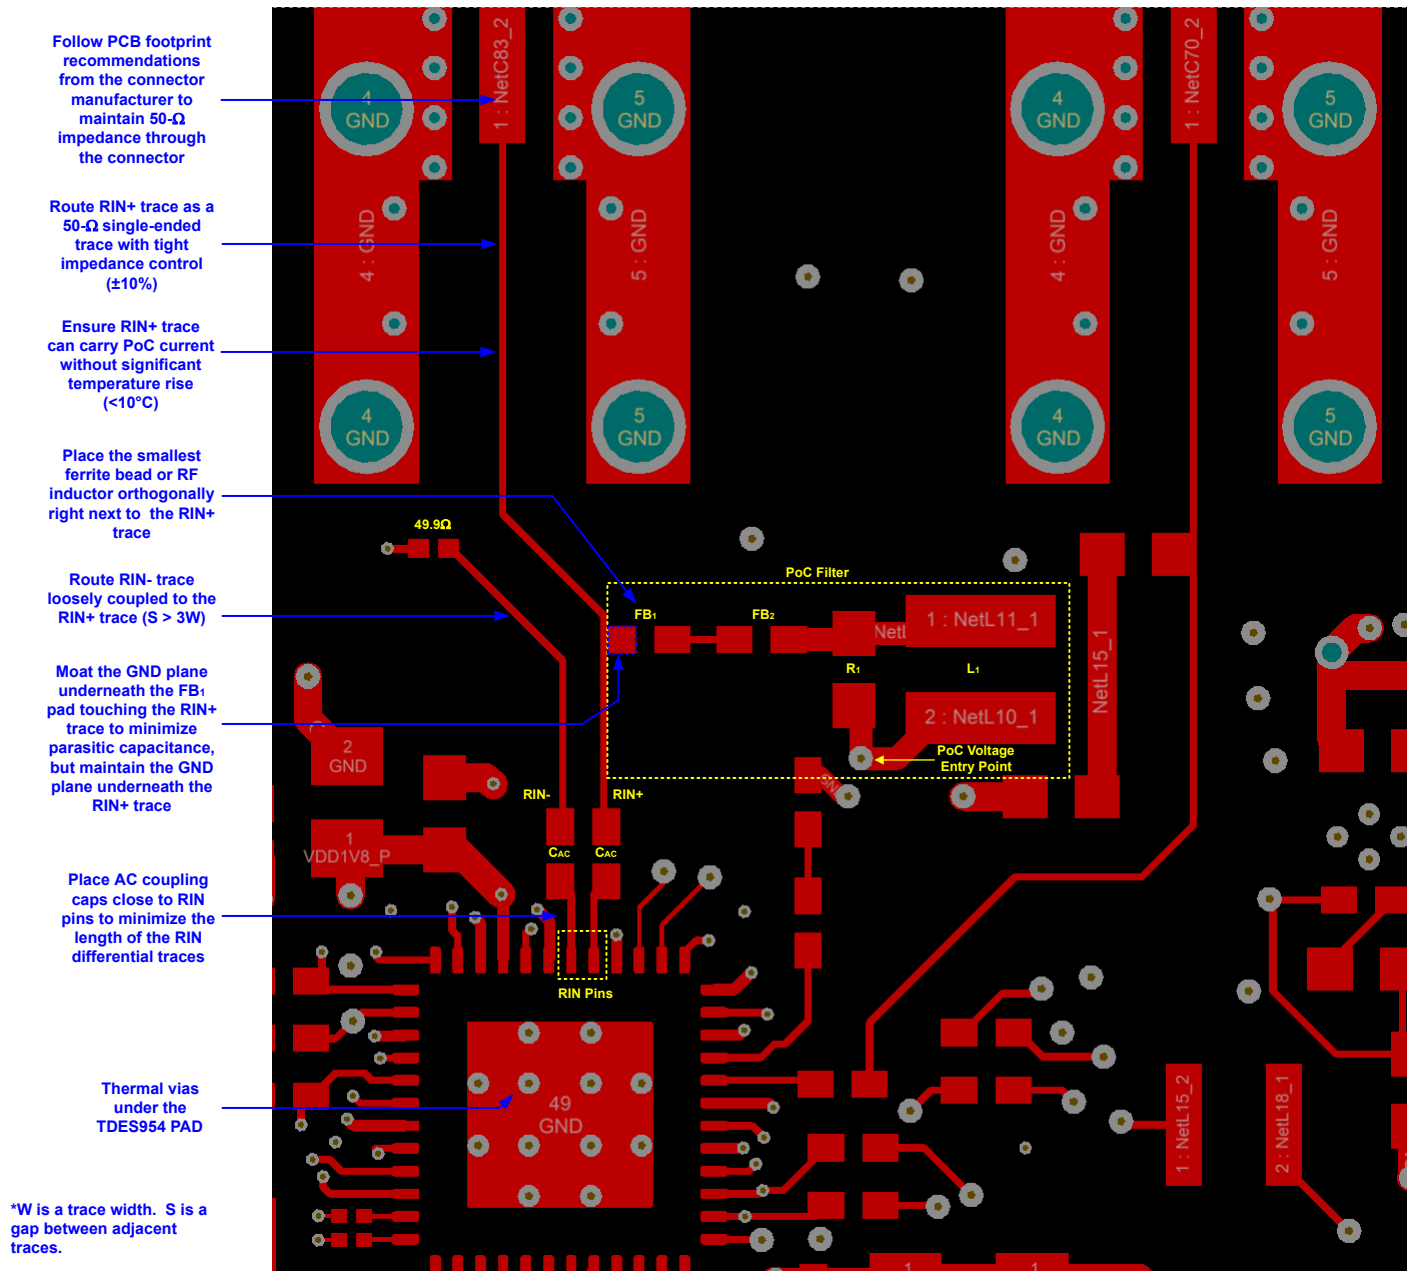 Follow PCB footprint
recommendations
from the connector
manufacturer to
maintain 50-Ω
impedance through
the connector
Route RIN+ trace as a
50-Ω single-ended
trace with tight
impedance control
(±10%)
Ensure RIN+ trace
can carry PoC current
without significant
temperature rise
(<10°C)
Place the smallest
ferrite bead or RF
inductor orthogonally
right next to the RIN+
trace
Route RIN- trace
loosely coupled to the
RIN+ trace (S > 3W)
Moat the GND plane
underneath the FB1
pad touching the RIN+
trace to minimize
parasitic capacitance,
but maintain the GND
plane underneath the
RIN+ trace
Place AC coupling
caps close to RIN
pins to minimize the
length of the RIN
differential traces
Thermal vias
under the
TDES954 PAD
*W is a trace width. S is a
gap between adjacent
traces.
1 : NetC83_2
1 : NetC70_2
4
GND
5
GND
4
GND
5
GND
4 : GND
5 : GND
4 : GND
5 : GND
4
GND
5
GND
4
GND
5
GND
49.9Ω
PoC Filter
FB1
FB2
NetL
1 : NetL11_1
R1
L1
2 : NetL10_1
PoC Voltage
Entry Point
NetL15_1
2
GND
1
VDD1V8_P
RIN-
RIN+
CAC
CAC
RIN Pins
49
GND
1 : NetL15_2
2 : NetL18_1
1
1